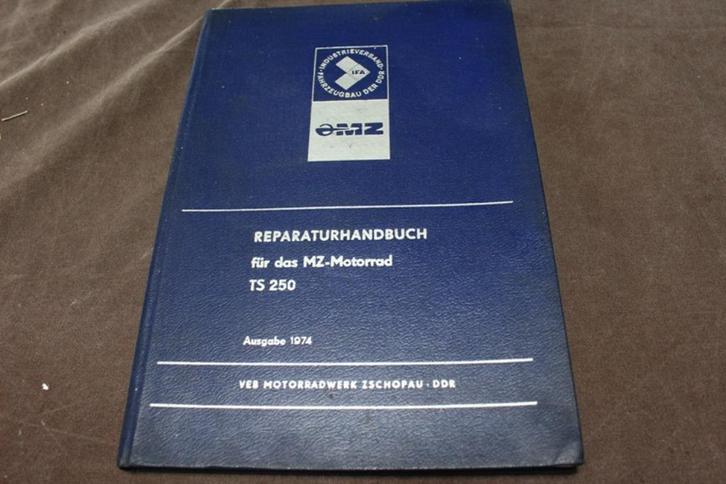 INDUSTRIEVERBAND
FAHRZEUGBAU DER DDR
IFA
MZ
REPARATURHANDBUCH
für das MZ-Motorrad
TS 250
Ausgabe 1974
VEB MOTORRADWERK ZSCHOPAU · DDR